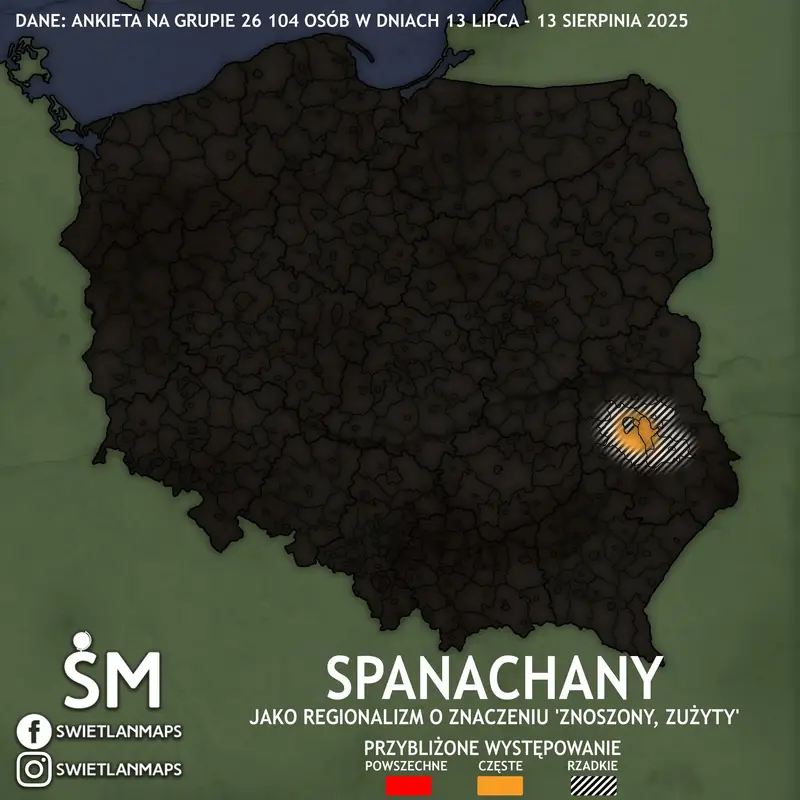 DANE: ANKIETA NA GRUPIE 26 104 OSÓB W DNIACH 13 LIPCA - 13 SIERPNIA 2025
ŚM
SWIETLANMAPS
SWIETLANMAPS
SPANACHANY
JAKO REGIONALIZM O ZNACZENIU 'ZNOSZONY, ZUŻYTY'
PRZYBLIŻONE WYSTĘPOWANIE
POWSZECHNE CZĘSTE RZADKIE